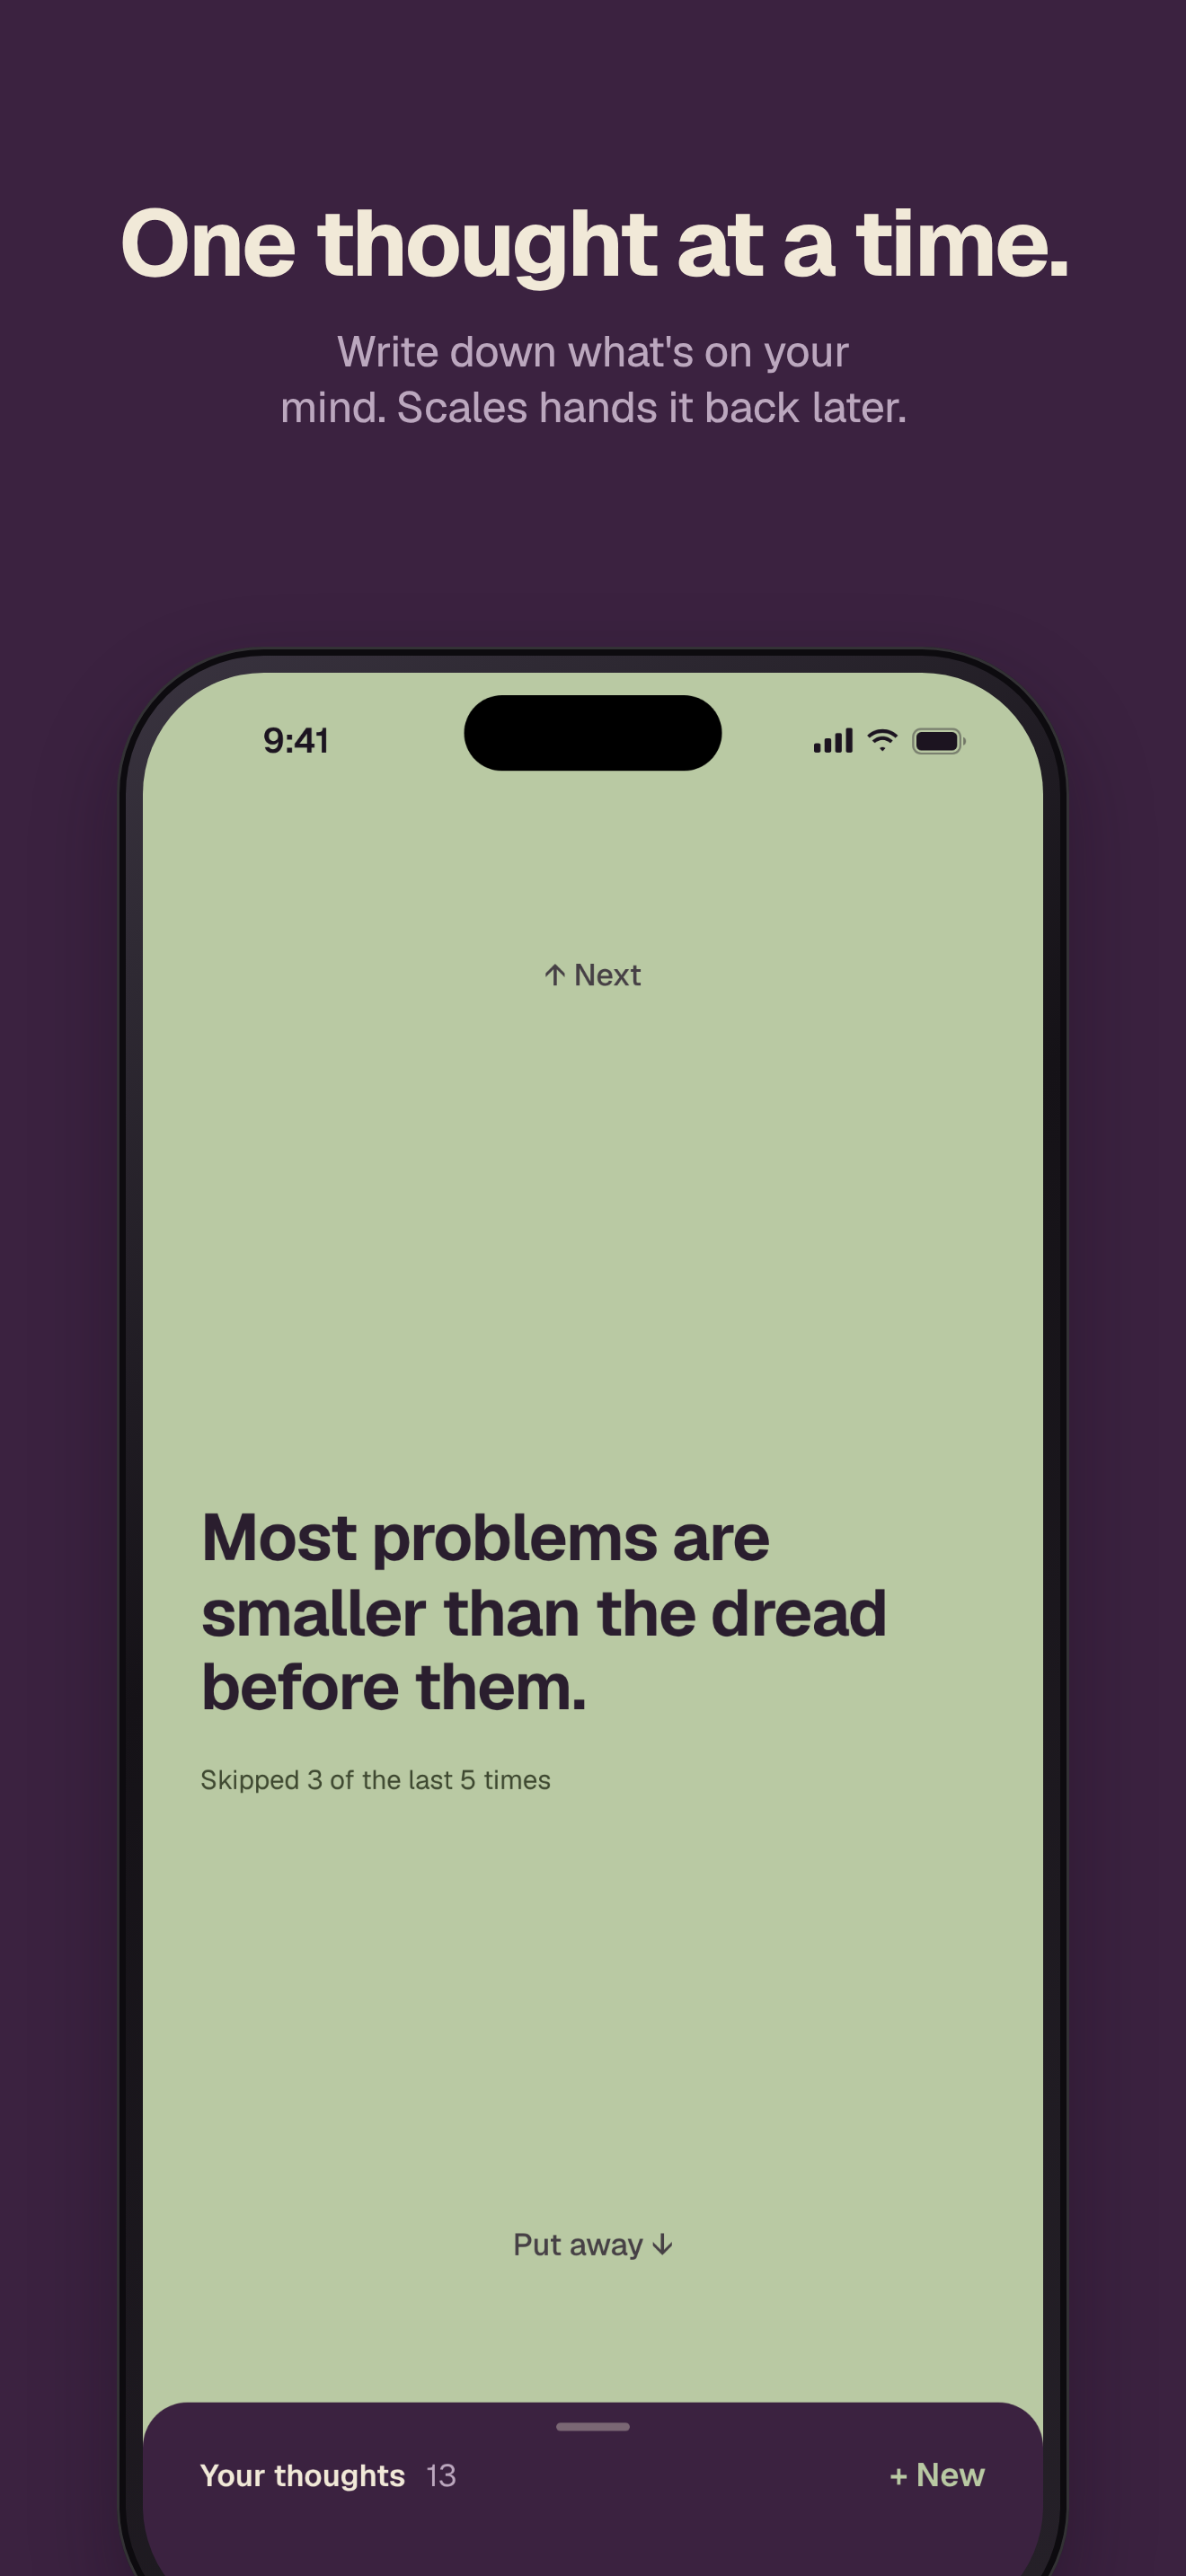 One thought at a time.
Write down what's on your
mind. Scales hands it back later.
9:41
↑ Next
Most problems are
smaller than the dread
before them.
Skipped 3 of the last 5 times
Put away ↓
Your thoughts 13
+ New